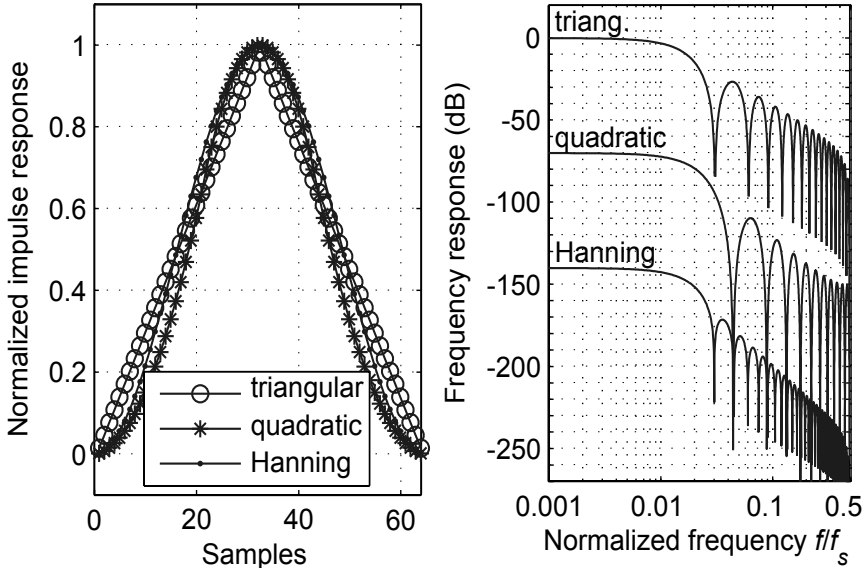 Normalized impulse response
1
0.8
0.6
0.4
0.2
0
triangular
quadratic
Hanning
0 20 40 60
Samples
Frequency response (dB)
0
-50
-100
-150
-200
-250
triang.
quadratic
Hanning
0.001 0.01 0.1 0.5
Normalized frequency f/fs